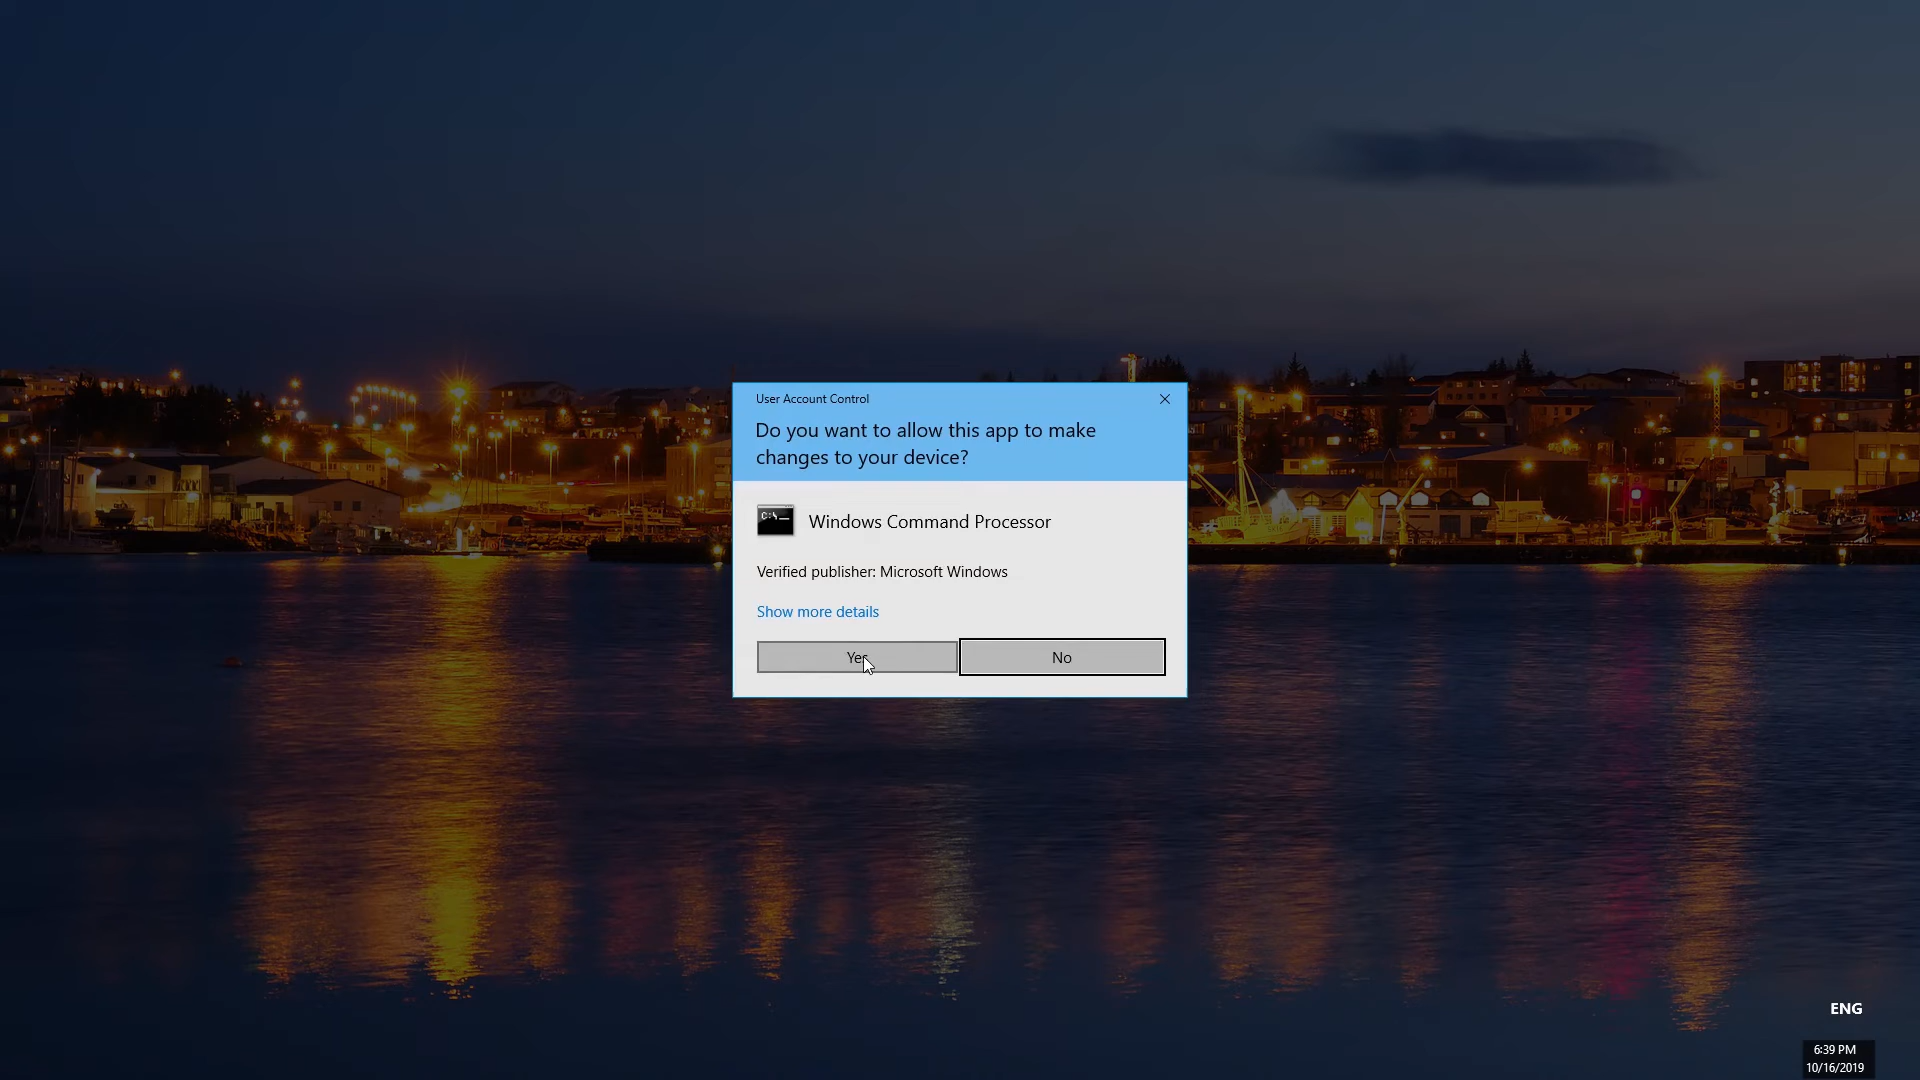 User Account Control
Do you want to allow this app to make
changes to your device?
C:\
Windows Command Processor
Verified publisher: Microsoft Windows
Show more details
Yes
No
ENG
6:39 PM
10/16/2019